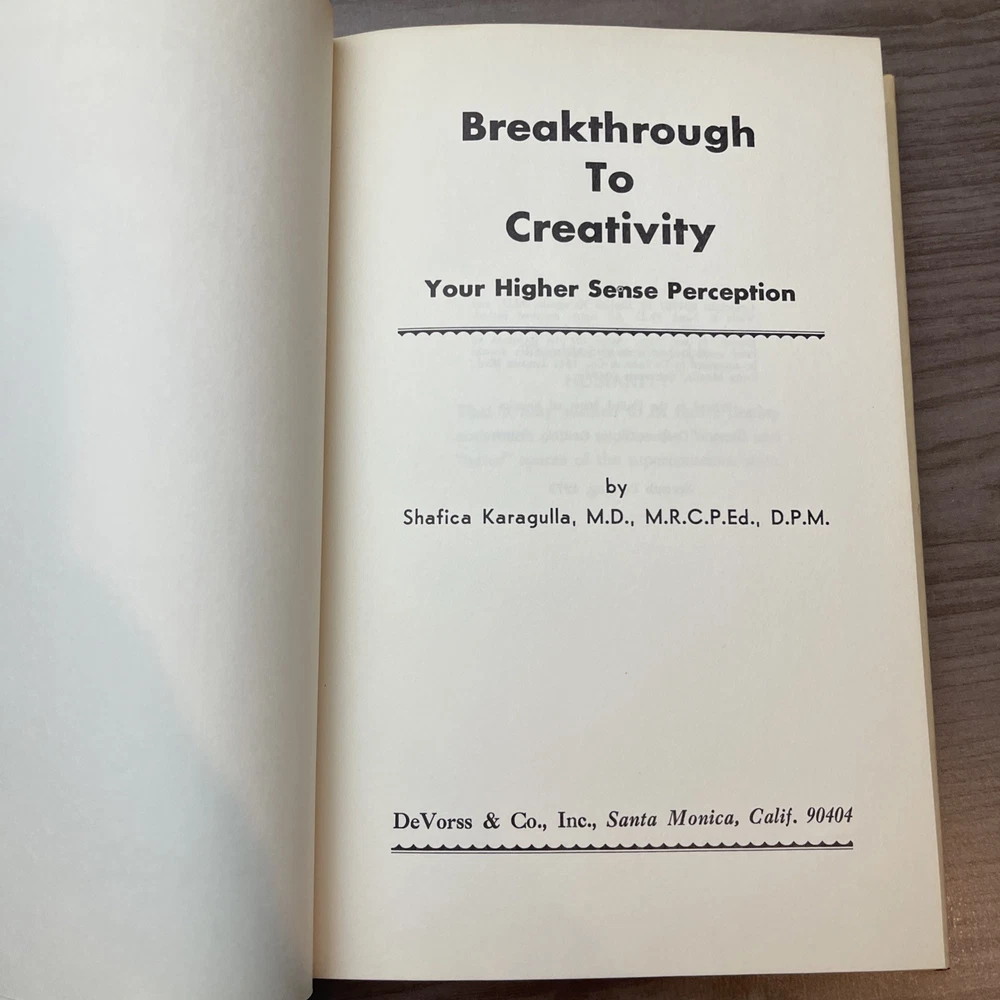 Breakthrough
To
Creativity
Your Higher Sense Perception
by
Shafica Karagulla, M.D., M.R.C.P.Ed., D.P.M.
DeVorss & Co., Inc., Santa Monica, Calif. 90404